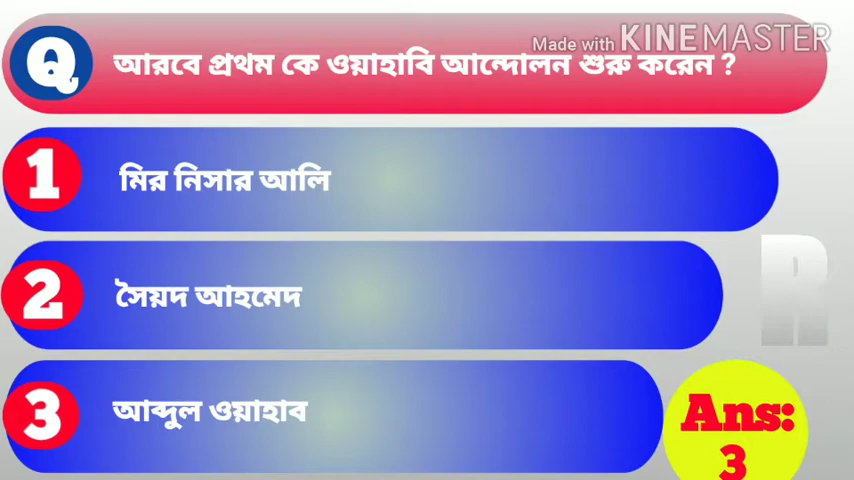 Made with KINEMASTER
Q আরবে প্রথম কে ওয়াহাবি আন্দোলন শুরু করেন ?
1 মির নিসার আলি
2 সৈয়দ আহমেদ
R
3 আব্দুল ওয়াহাব
Ans:
3